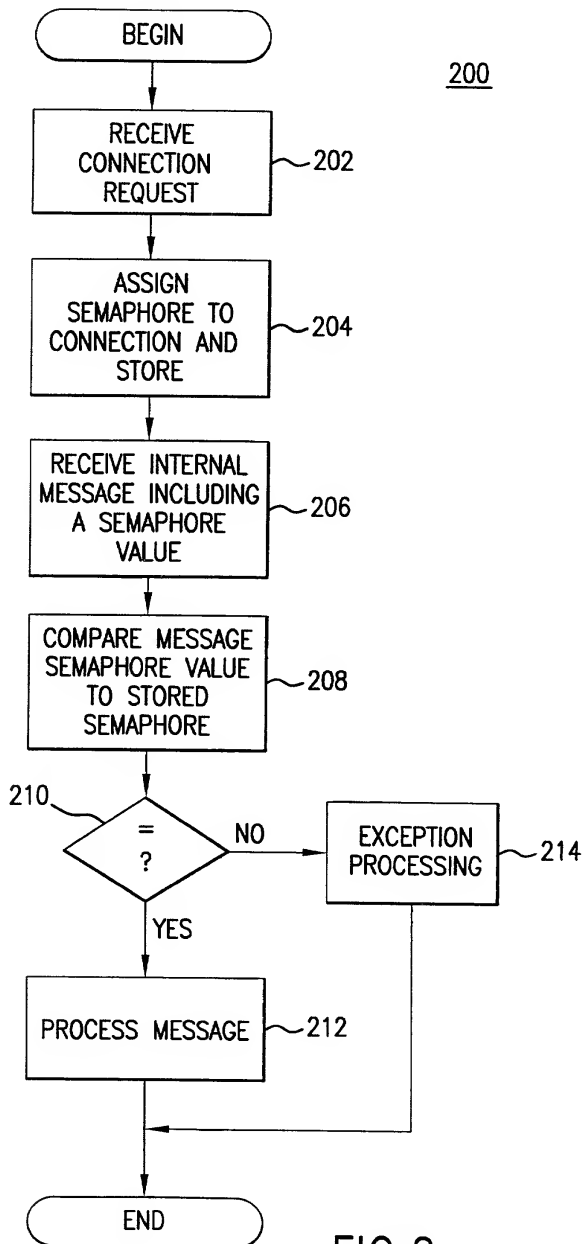 BEGIN
200
RECEIVE
CONNECTION
REQUEST
202
ASSIGN
SEMAPHORE TO
CONNECTION AND
STORE
204
RECEIVE INTERNAL
MESSAGE INCLUDING
A SEMAPHORE
VALUE
206
COMPARE MESSAGE
SEMAPHORE VALUE
TO STORED
SEMAPHORE
208
210
=
?
NO
EXCEPTION
PROCESSING
214
YES
PROCESS MESSAGE
212
END